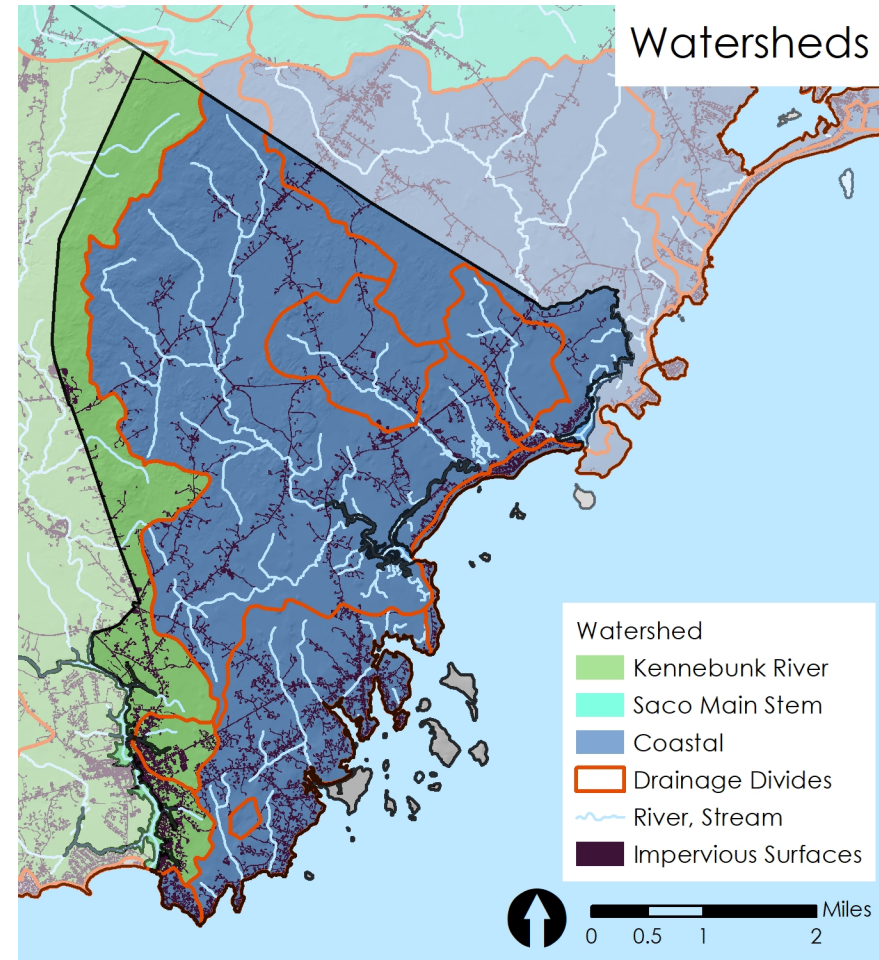 Watersheds
Watershed
Kennebunk River
Saco Main Stem
Coastal
Drainage Divides
River, Stream
Impervious Surfaces
Miles
0 0.5 1 2